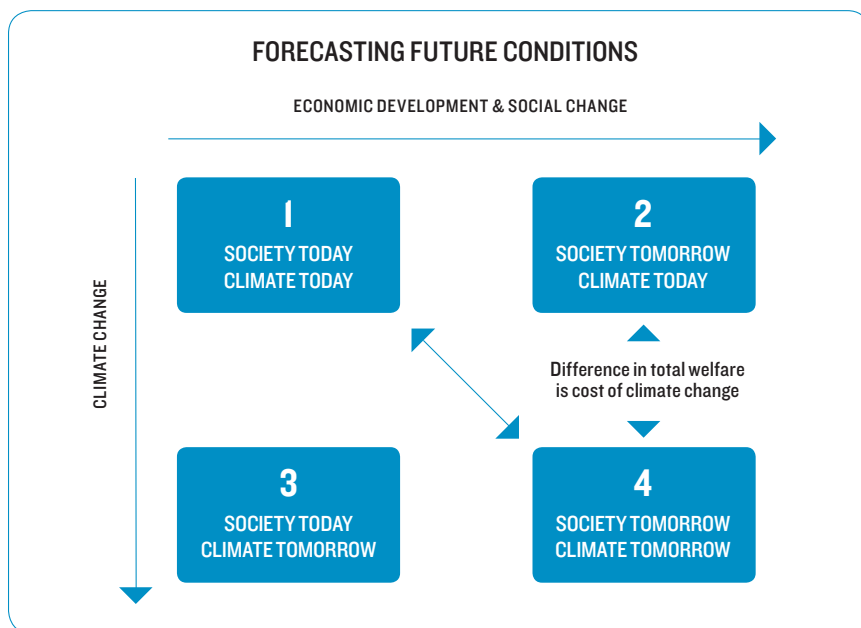 FORECASTING FUTURE CONDITIONS
ECONOMIC DEVELOPMENT & SOCIAL CHANGE
CLIMATE CHANGE
1
SOCIETY TODAY
CLIMATE TODAY
2
SOCIETY TOMORROW
CLIMATE TODAY
Difference in total welfare
is cost of climate change
3
SOCIETY TODAY
CLIMATE TOMORROW
4
SOCIETY TOMORROW
CLIMATE TOMORROW